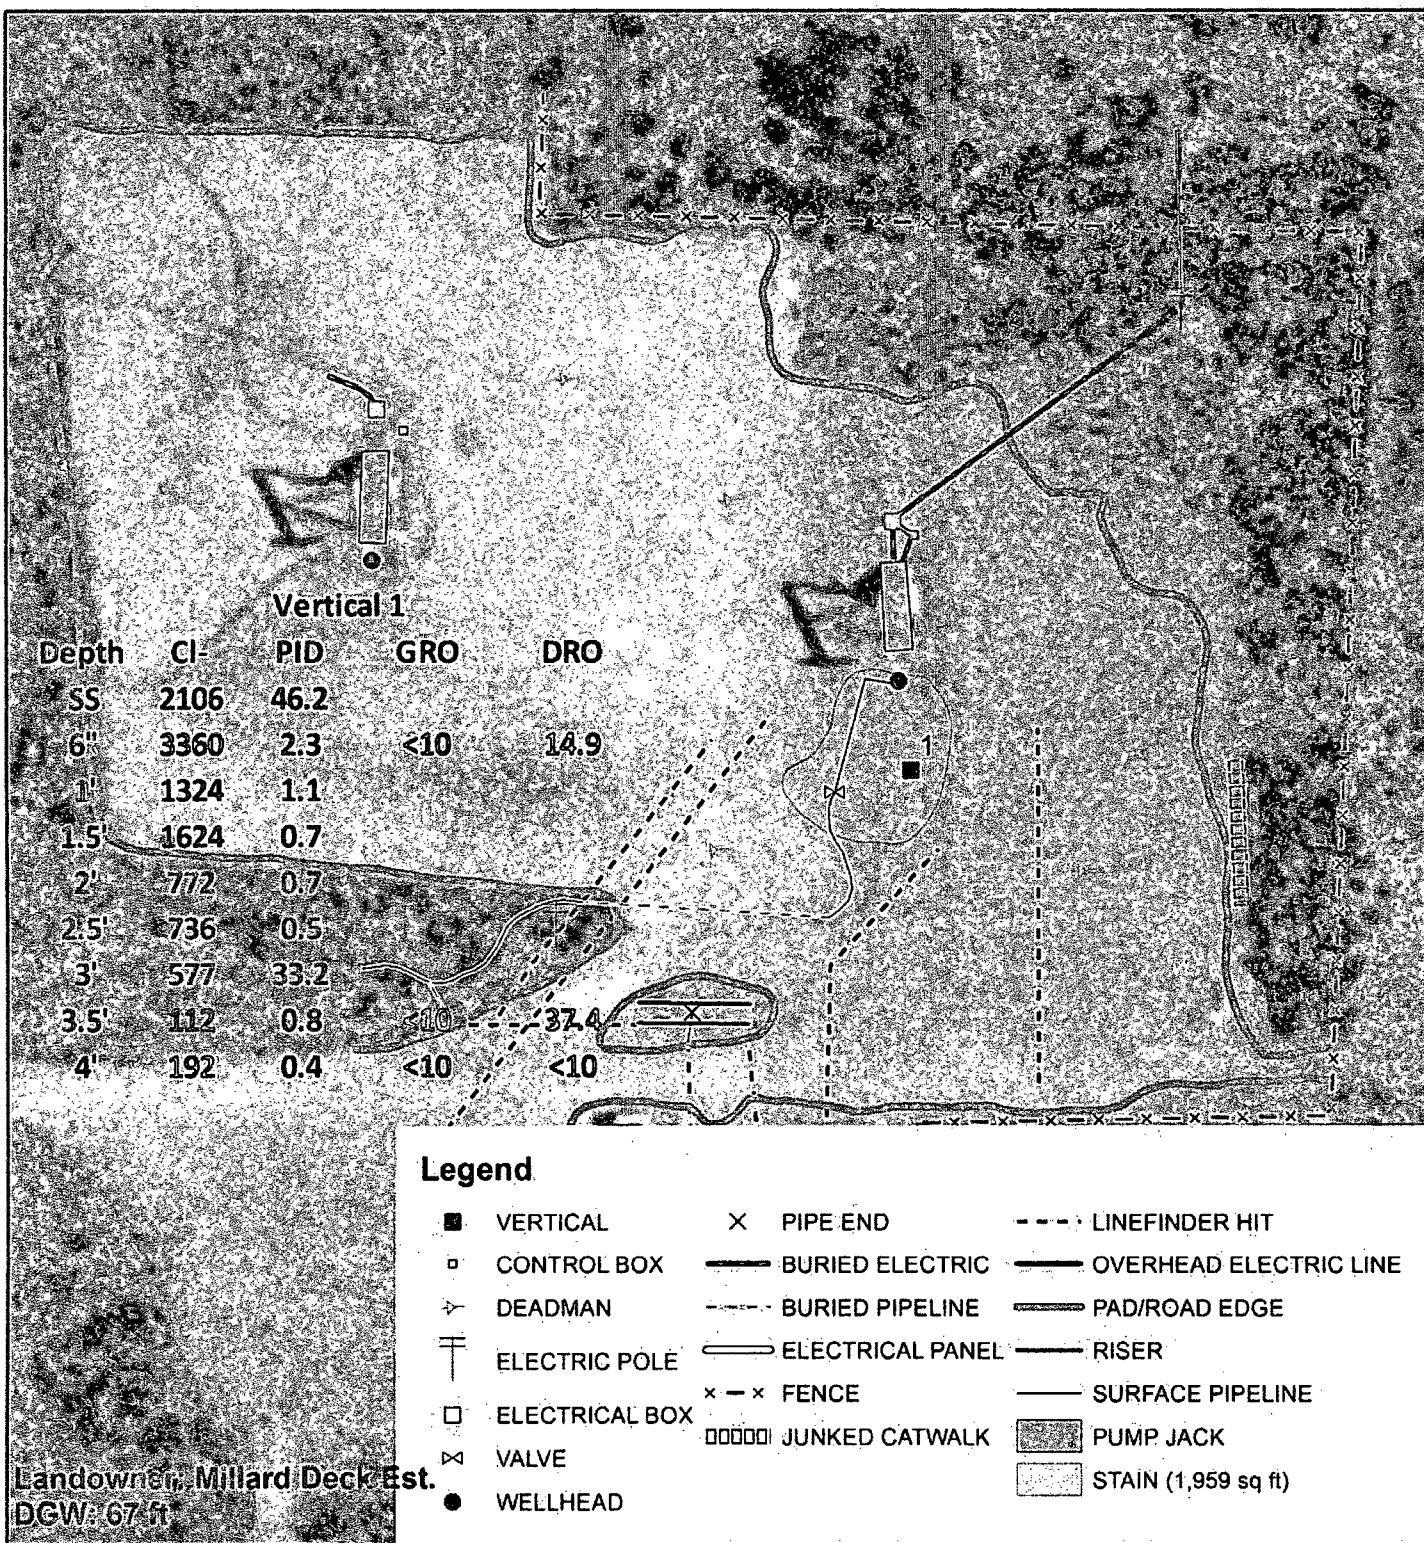 1
Vertical 1
Depth Cl- PID GRO DRO
SS 2106 46.2
6" 3360 2.3 <10 14.9
1' 1324 1.1
1.5' 1624 0.7
2' 772 0.7
2.5' 736 0.5
3' 577 33.2
3.5' 112 0.8 <10 37.4
4' 192 0.4 <10 <10
Legend
VERTICAL
CONTROL BOX
DEADMAN
ELECTRIC POLE
ELECTRICAL BOX
VALVE
WELLHEAD
PIPE END
BURIED ELECTRIC
BURIED PIPELINE
ELECTRICAL PANEL
FENCE
JUNKED CATWALK
LINEFINDER HIT
OVERHEAD ELECTRIC LINE
PAD/ROAD EDGE
RISER
SURFACE PIPELINE
PUMP JACK
STAIN (1,959 sq ft)
Landowner: Millard Deck Est.
DGW: 67 ft